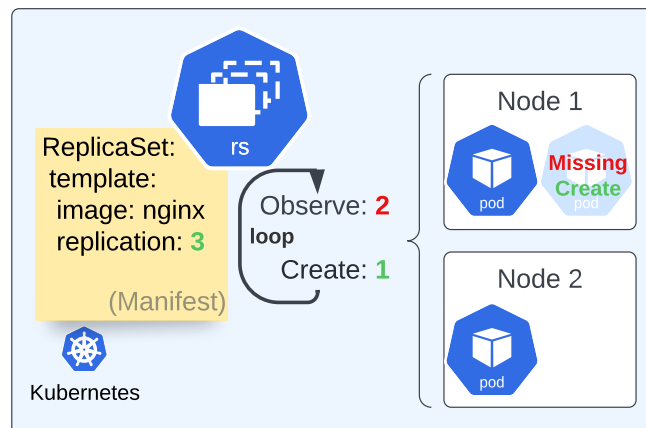 rs
ReplicaSet:
template:
image: nginx
replication: 3
(Manifest)
Kubernetes
Observe: 2
loop
Create: 1
Node 1
pod
Missing
Create
pod
Node 2
pod